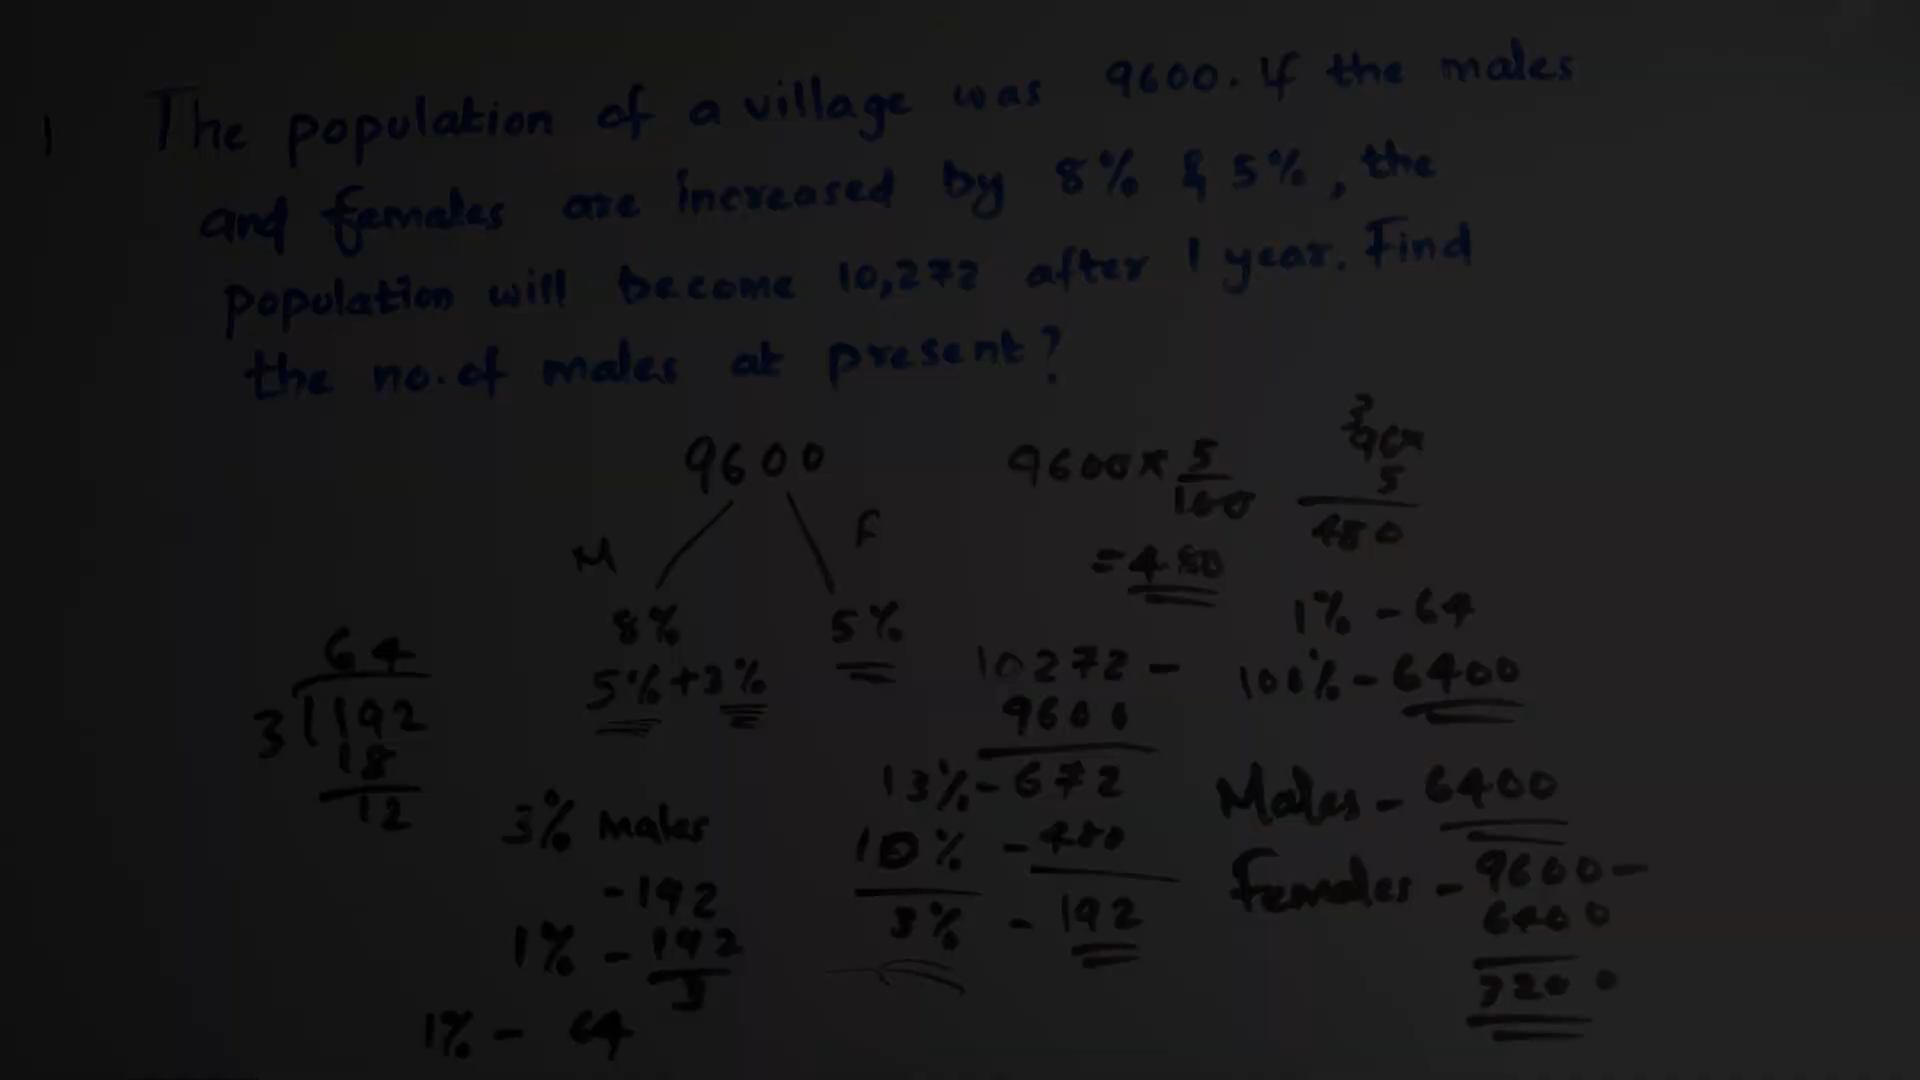 1 The population of a village was 9600. If the males
and females are increased by 8% & 5%, the
population will become 10,272 after 1 year. Find
the no. of males at present?
9600
M F
8% 5%
5% + 3%
9600 × 5/100
= 480
96 ×
5
480
64
3 192
18
12
3% males
- 192
1% - 192/3
1% - 64
10272 -
9600
13% - 672
10% - 480
3% - 192
1% - 64
100% - 6400
Males - 6400
Females - 9600 -
6400
3200